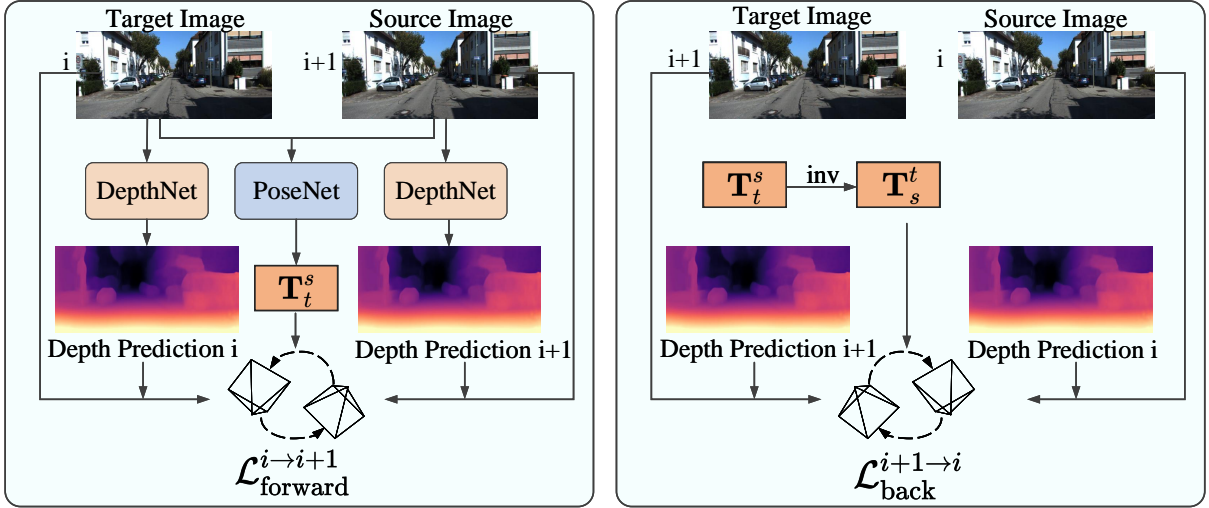 Target Image
Source Image
i
i+1
DepthNet
PoseNet
DepthNet
T_t^s
Depth Prediction i
Depth Prediction i+1
ℒ_forward^{i→i+1}
Target Image
Source Image
i+1
i
T_t^s
inv
T_s^t
Depth Prediction i+1
Depth Prediction i
ℒ_back^{i+1→i}